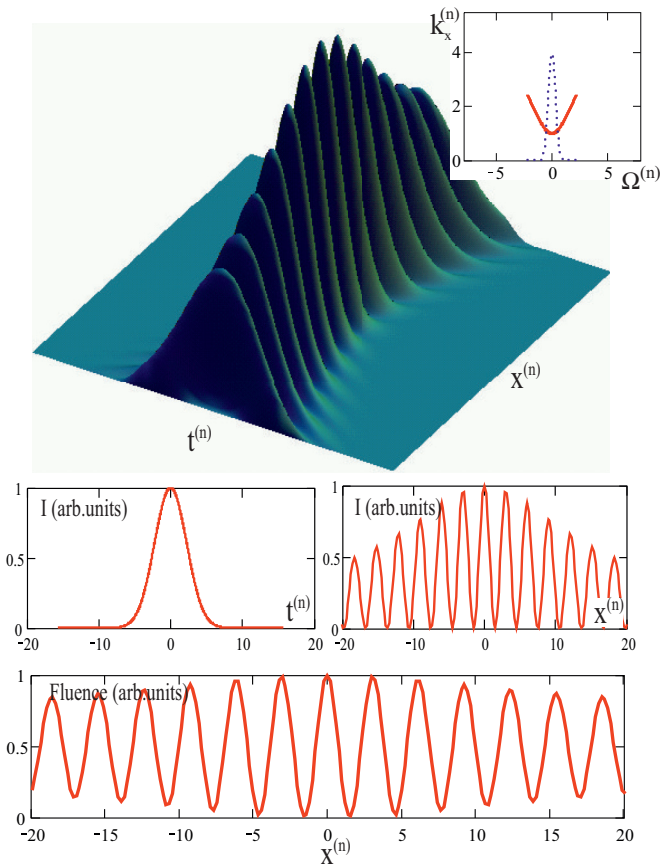 k_x^(n)
4
2
0
-5 0 5
Ω^(n)
x^(n)
t^(n)
1
I (arb.units)
0.5
t^(n)
0
-20 -10 0 10 20
1
I (arb.units)
0.5
x^(n)
0
-20 -10 0 10 20
1
Fluence (arb.units)
0.5
0
-20 -15 -10 -5 0 5 10 15 20
x^(n)